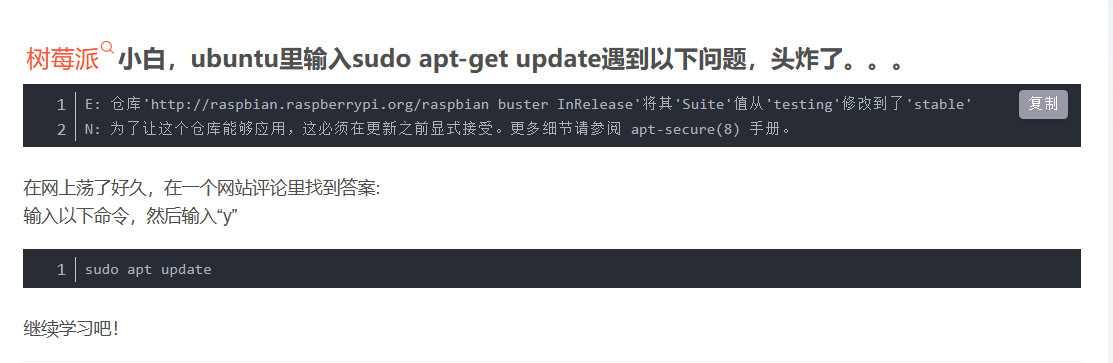 树莓派小白，ubuntu里输入sudo apt-get update遇到以下问题，头炸了。。。
1 E: 仓库'http://raspbian.raspberrypi.org/raspbian buster InRelease'将其'Suite'值从'testing'修改到了'stable' 复制
2 N: 为了让这个仓库能够应用，这必须在更新之前显式接受。更多细节请参阅 apt-secure(8) 手册。
在网上荡了好久，在一个网站评论里找到答案:
输入以下命令，然后输入“y”
1 sudo apt update
继续学习吧！